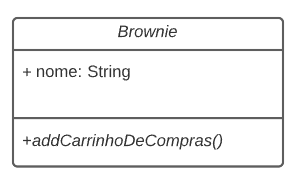 Brownie
+ nome: String
+addCarrinhoDeCompras()